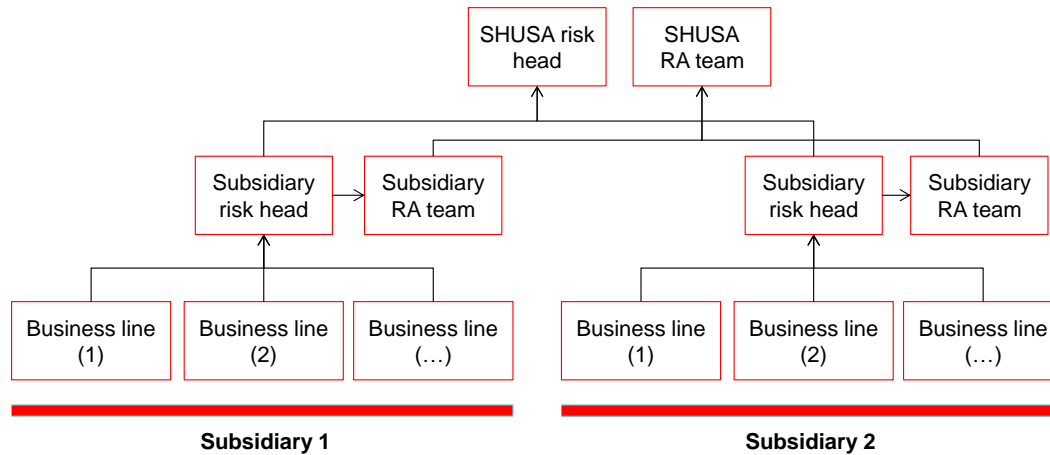 SHUSA risk
head
SHUSA
RA team
Subsidiary
risk head
Subsidiary
RA team
Subsidiary
risk head
Subsidiary
RA team
Business line
(1)
Business line
(2)
Business line
(…)
Business line
(1)
Business line
(2)
Business line
(…)
Subsidiary 1
Subsidiary 2